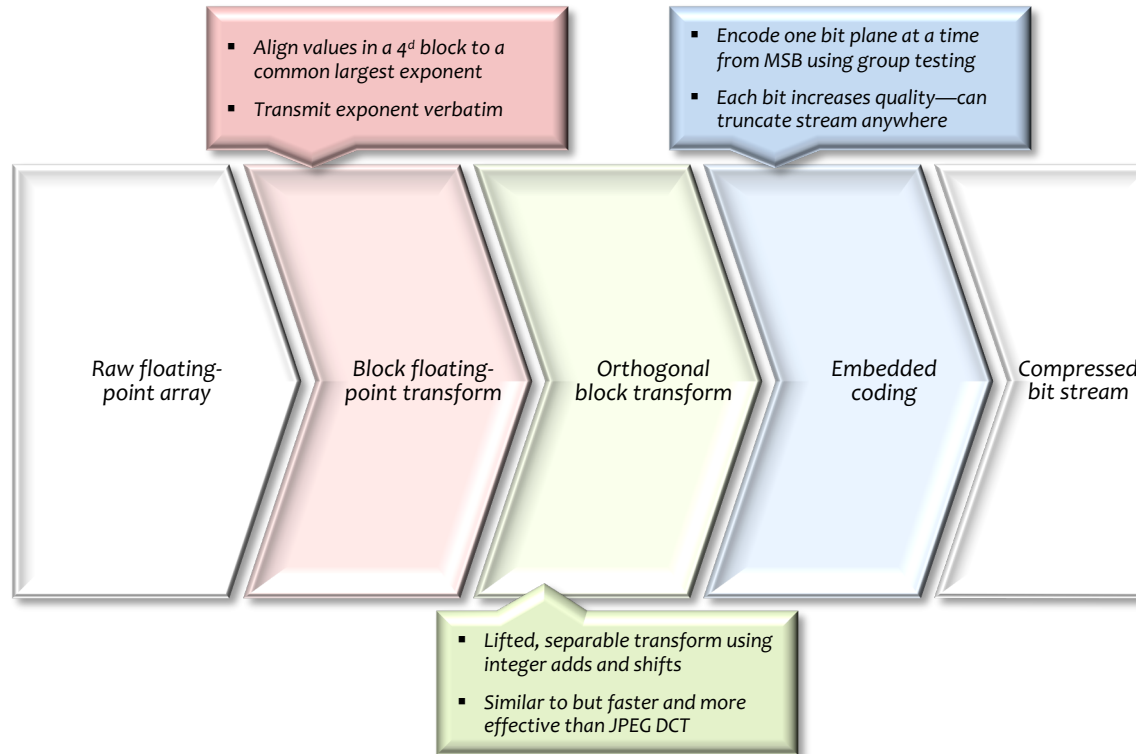 ▪ Align values in a 4ᵈ block to a
common largest exponent
▪ Transmit exponent verbatim
▪ Encode one bit plane at a time
from MSB using group testing
▪ Each bit increases quality—can
truncate stream anywhere
Raw floating-
point array
Block floating-
point transform
Orthogonal
block transform
Embedded
coding
Compressed
bit stream
▪ Lifted, separable transform using
integer adds and shifts
▪ Similar to but faster and more
effective than JPEG DCT